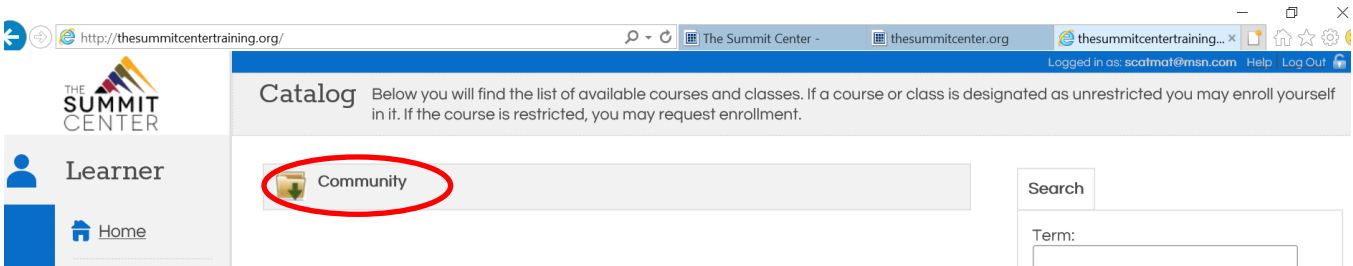 http://thesummitcentertraining.org/
The Summit Center -
thesummitcenter.org
thesummitcentertraining...
Logged in as: scatmat@msn.com Help Log Out
THE
SUMMIT
CENTER
Catalog
Below you will find the list of available courses and classes. If a course or class is designated as unrestricted you may enroll yourself
in it. If the course is restricted, you may request enrollment.
Learner
Community
Search
Home
Term: